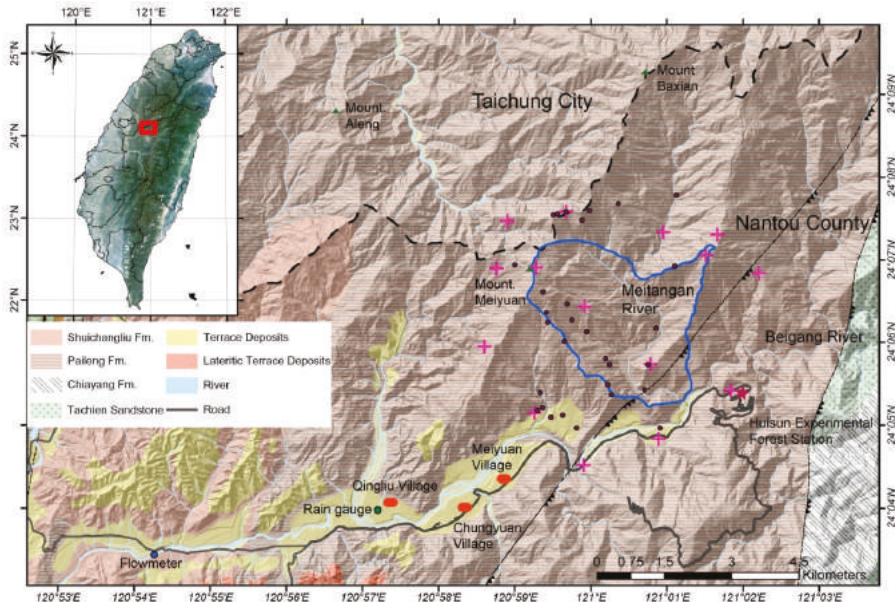 120°E 121°E 122°E
25°N
24°N
23°N
22°N
Mount Baxian
Taichung City
Mount. Aleng
Nantou County
Mount. Meiyuan
Meitangan River
Beigang River
Shuichangliu Fm.
Terrace Deposits
Paileng Fm.
Lateritic Terrace Deposits
Chiayang Fm.
River
Tachien Sandstone
Road
Huisun Experimental Forest Station
Meiyuan Village
Qingliu Village
Rain gauge
Chungyuan Village
Flowmeter
0 0.75 1.5 3 4.5
Kilometers
24°09'N
24°08'N
24°07'N
24°06'N
24°05'N
24°04'N
120°53'E 120°54'E 120°55'E 120°56'E 120°57'E 120°58'E 120°59'E 121°0'E 121°01'E 121°02'E 121°03'E